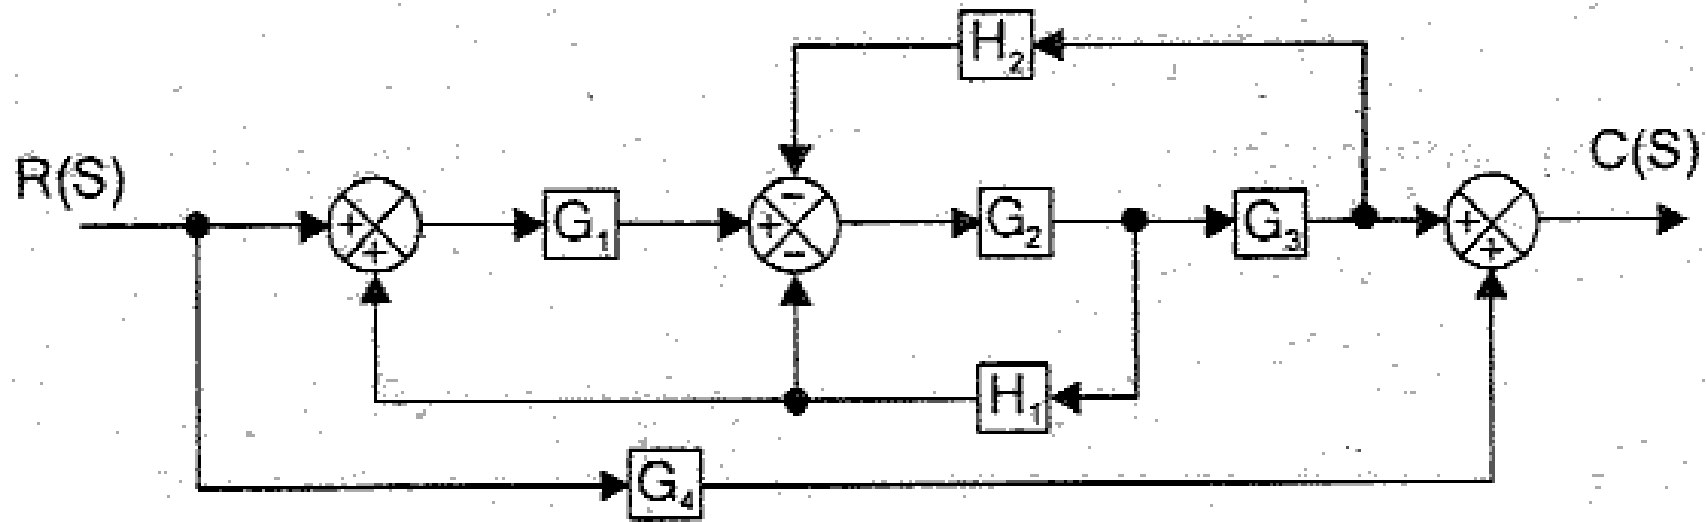 H₂
R(S)
C(S)
+
+
G₁
−
+
−
G₂
G₃
+
+
H₁
G₄